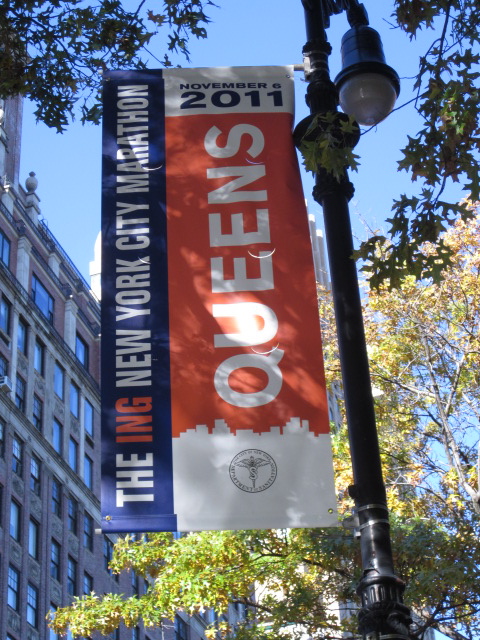 NOVEMBER 6
2011
THE ING NEW YORK CITY MARATHON
QUEENS